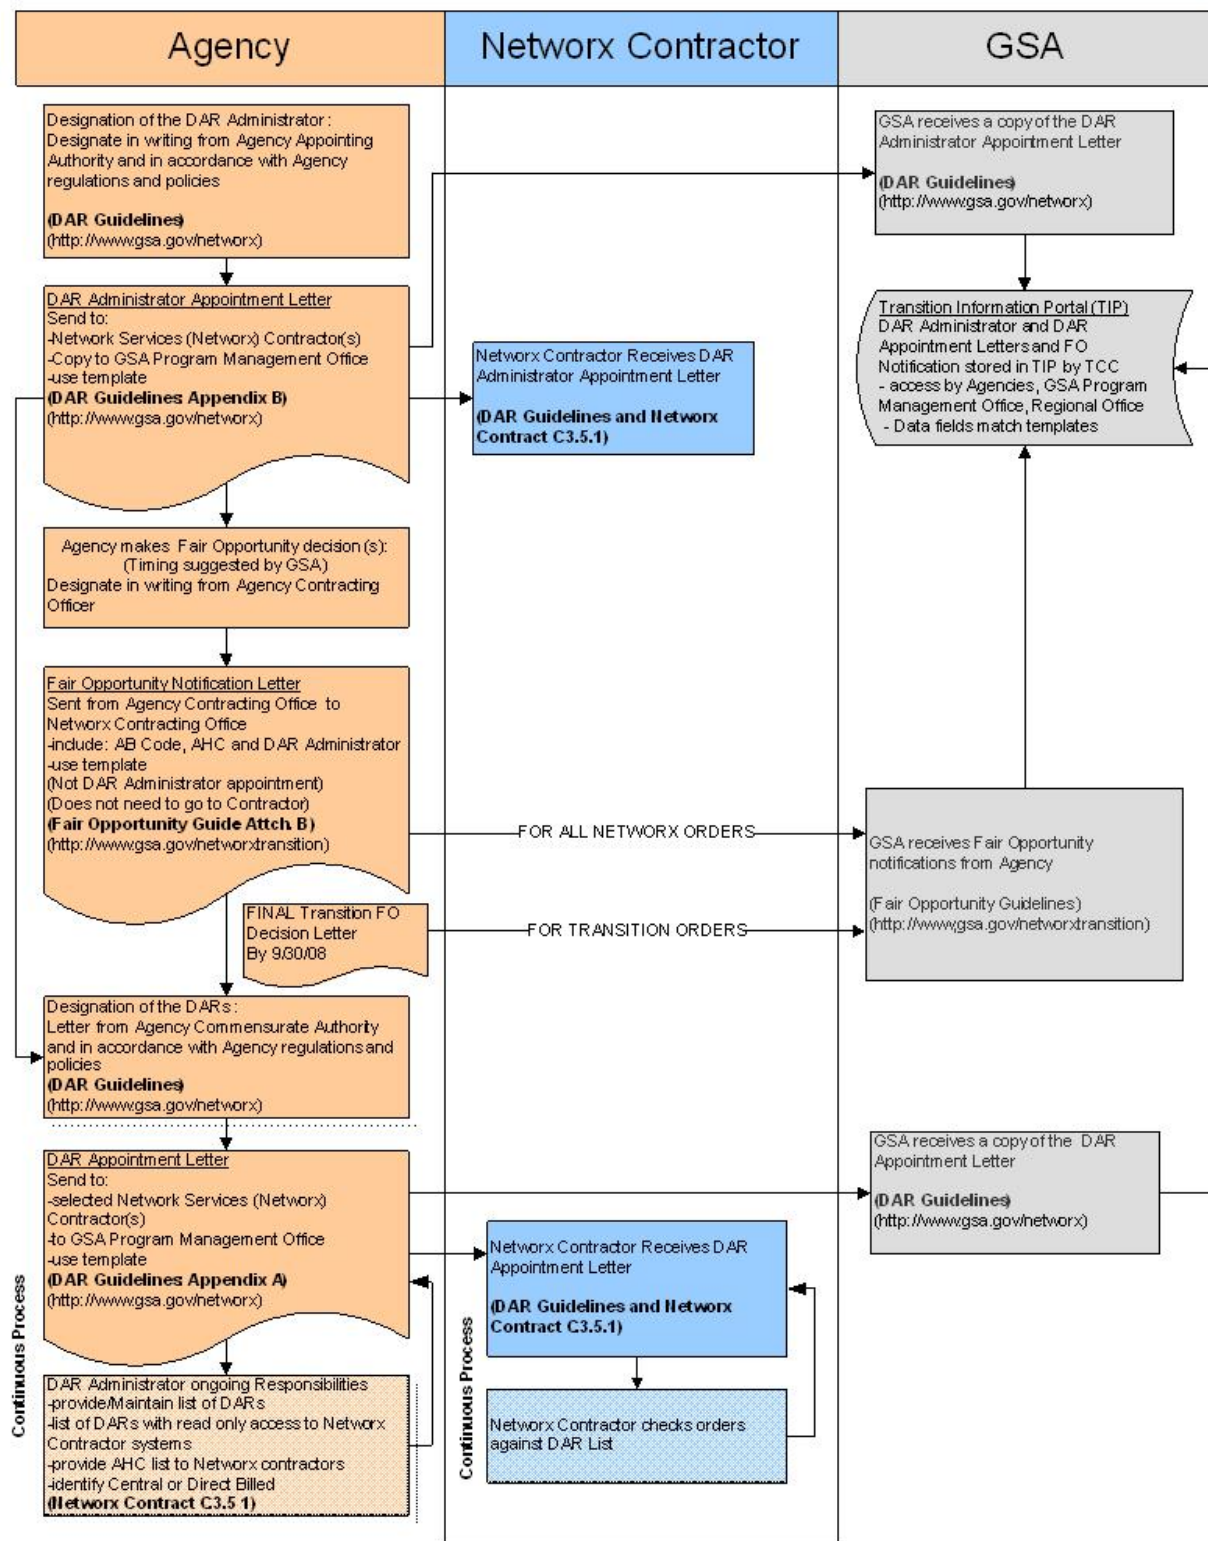 Agency
Networx Contractor
GSA
Designation of the DAR Administrator :
Designate in writing from Agency Appointing
Authority and in accordance with Agency
regulations and policies
(DAR Guidelines)
(http://www.gsa.gov/networx)
GSA receives a copy of the DAR
Administrator Appointment Letter
(DAR Guidelines)
(http://www.gsa.gov/networx)
DAR Administrator Appointment Letter
Send to:
-Network Services (Networx) Contractor(s)
-Copy to GSA Program Management Office
-use template
(DAR Guidelines Appendix B)
(http://www.gsa.gov/networx)
Networx Contractor Receives DAR
Administrator Appointment Letter
(DAR Guidelines and Networx
Contract C3.5.1)
Transition Information Portal (TIP)
DAR Administrator and DAR
Appointment Letters and FO
Notification stored in TIP by TCC
- access by Agencies, GSA Program
Management Office, Regional Office
- Data fields match templates
Agency makes Fair Opportunity decision (s):
(Timing suggested by GSA)
Designate in writing from Agency Contracting
Officer
Fair Opportunity Notification Letter
Sent from Agency Contracting Office to
Networx Contracting Office
-include: AB Code, AHC and DAR Administrator
-use template
(Not DAR Administrator appointment)
(Does not need to go to Contractor)
(Fair Opportunity Guide Attch. B)
(http://www.gsa.gov/networxtransition)
FOR ALL NETWORX ORDERS
GSA receives Fair Opportunity
notifications from Agency
(Fair Opportunity Guidelines)
(http://www.gsa.gov/networxtransition)
FINAL Transition FO
Decision Letter
By 9/30/08
FOR TRANSITION ORDERS
Designation of the DARs :
Letter from Agency Commensurate Authority
and in accordance with Agency regulations and
policies
(DAR Guidelines)
(http://www.gsa.gov/networx)
DAR Appointment Letter
Send to:
-selected Network Services (Networx)
Contractor(s)
-to GSA Program Management Office
-use template
(DAR Guidelines Appendix A)
(http://www.gsa.gov/networx)
GSA receives a copy of the DAR
Appointment Letter
(DAR Guidelines)
(http://www.gsa.gov/networx)
Networx Contractor Receives DAR
Appointment Letter
(DAR Guidelines and Networx
Contract C3.5.1)
Continuous Process
DAR Administrator ongoing Responsibilities
-provide/Maintain list of DARs
-list of DARs with read only access to Networx
Contractor systems
-provide AHC list to Networx contractors
-identify Central or Direct Billed
(Networx Contract C3.5 1)
Continuous Process
Networx Contractor checks orders
against DAR List